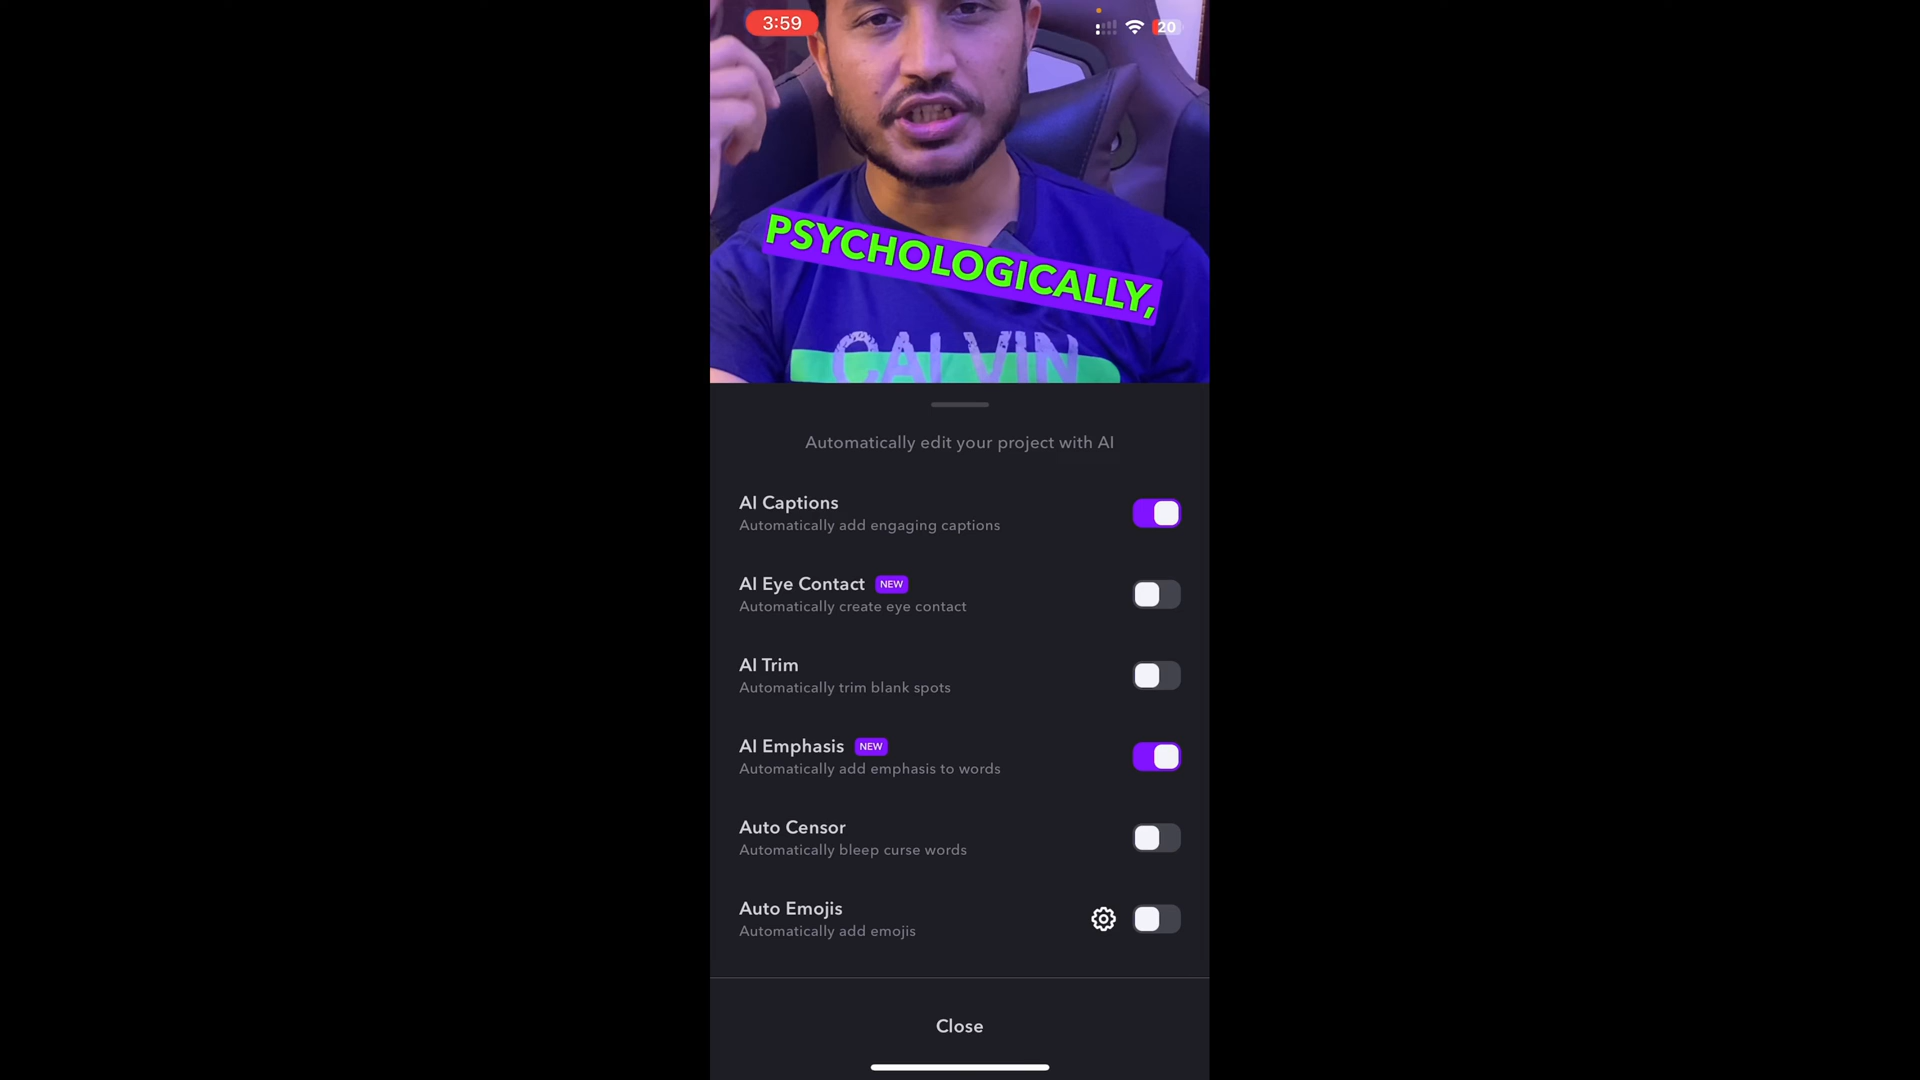 3:59
20
PSYCHOLOGICALLY,
CALVIN
Automatically edit your project with AI
AI Captions
Automatically add engaging captions
AI Eye Contact NEW
Automatically create eye contact
AI Trim
Automatically trim blank spots
AI Emphasis NEW
Automatically add emphasis to words
Auto Censor
Automatically bleep curse words
Auto Emojis
Automatically add emojis
Close